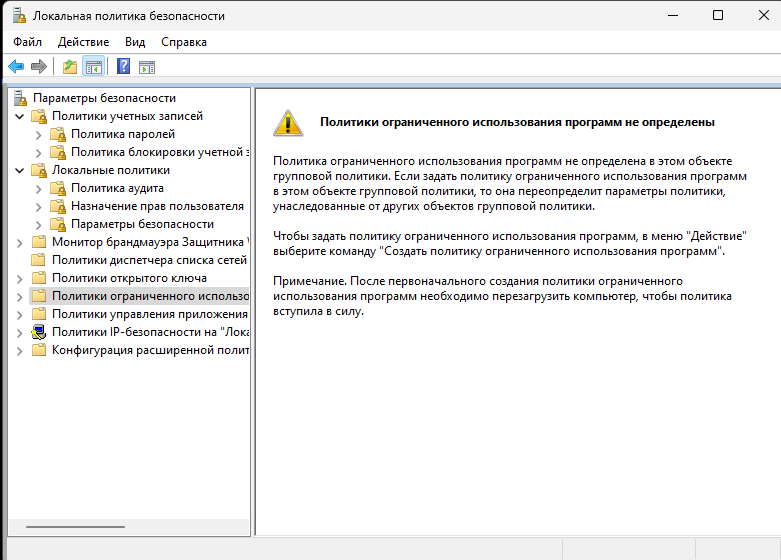 Локальная политика безопасности
Файл Действие Вид Справка
Параметры безопасности
Политики учетных записей
Политика паролей
Политика блокировки учетной з
Локальные политики
Политика аудита
Назначение прав пользователя
Параметры безопасности
Монитор брандмауэра Защитника W
Политики диспетчера списка сетей
Политики открытого ключа
Политики ограниченного использо
Политики управления приложения
Политики IP-безопасности на "Лока
Конфигурация расширенной полит
Политики ограниченного использования программ не определены
Политика ограниченного использования программ не определена в этом объекте
групповой политики. Если задать политику ограниченного использования программ
в этом объекте групповой политики, то она переопределит параметры политики,
унаследованные от других объектов групповой политики.
Чтобы задать политику ограниченного использования программ, в меню "Действие"
выберите команду "Создать политику ограниченного использования программ".
Примечание. После первоначального создания политики ограниченного
использования программ необходимо перезагрузить компьютер, чтобы политика
вступила в силу.